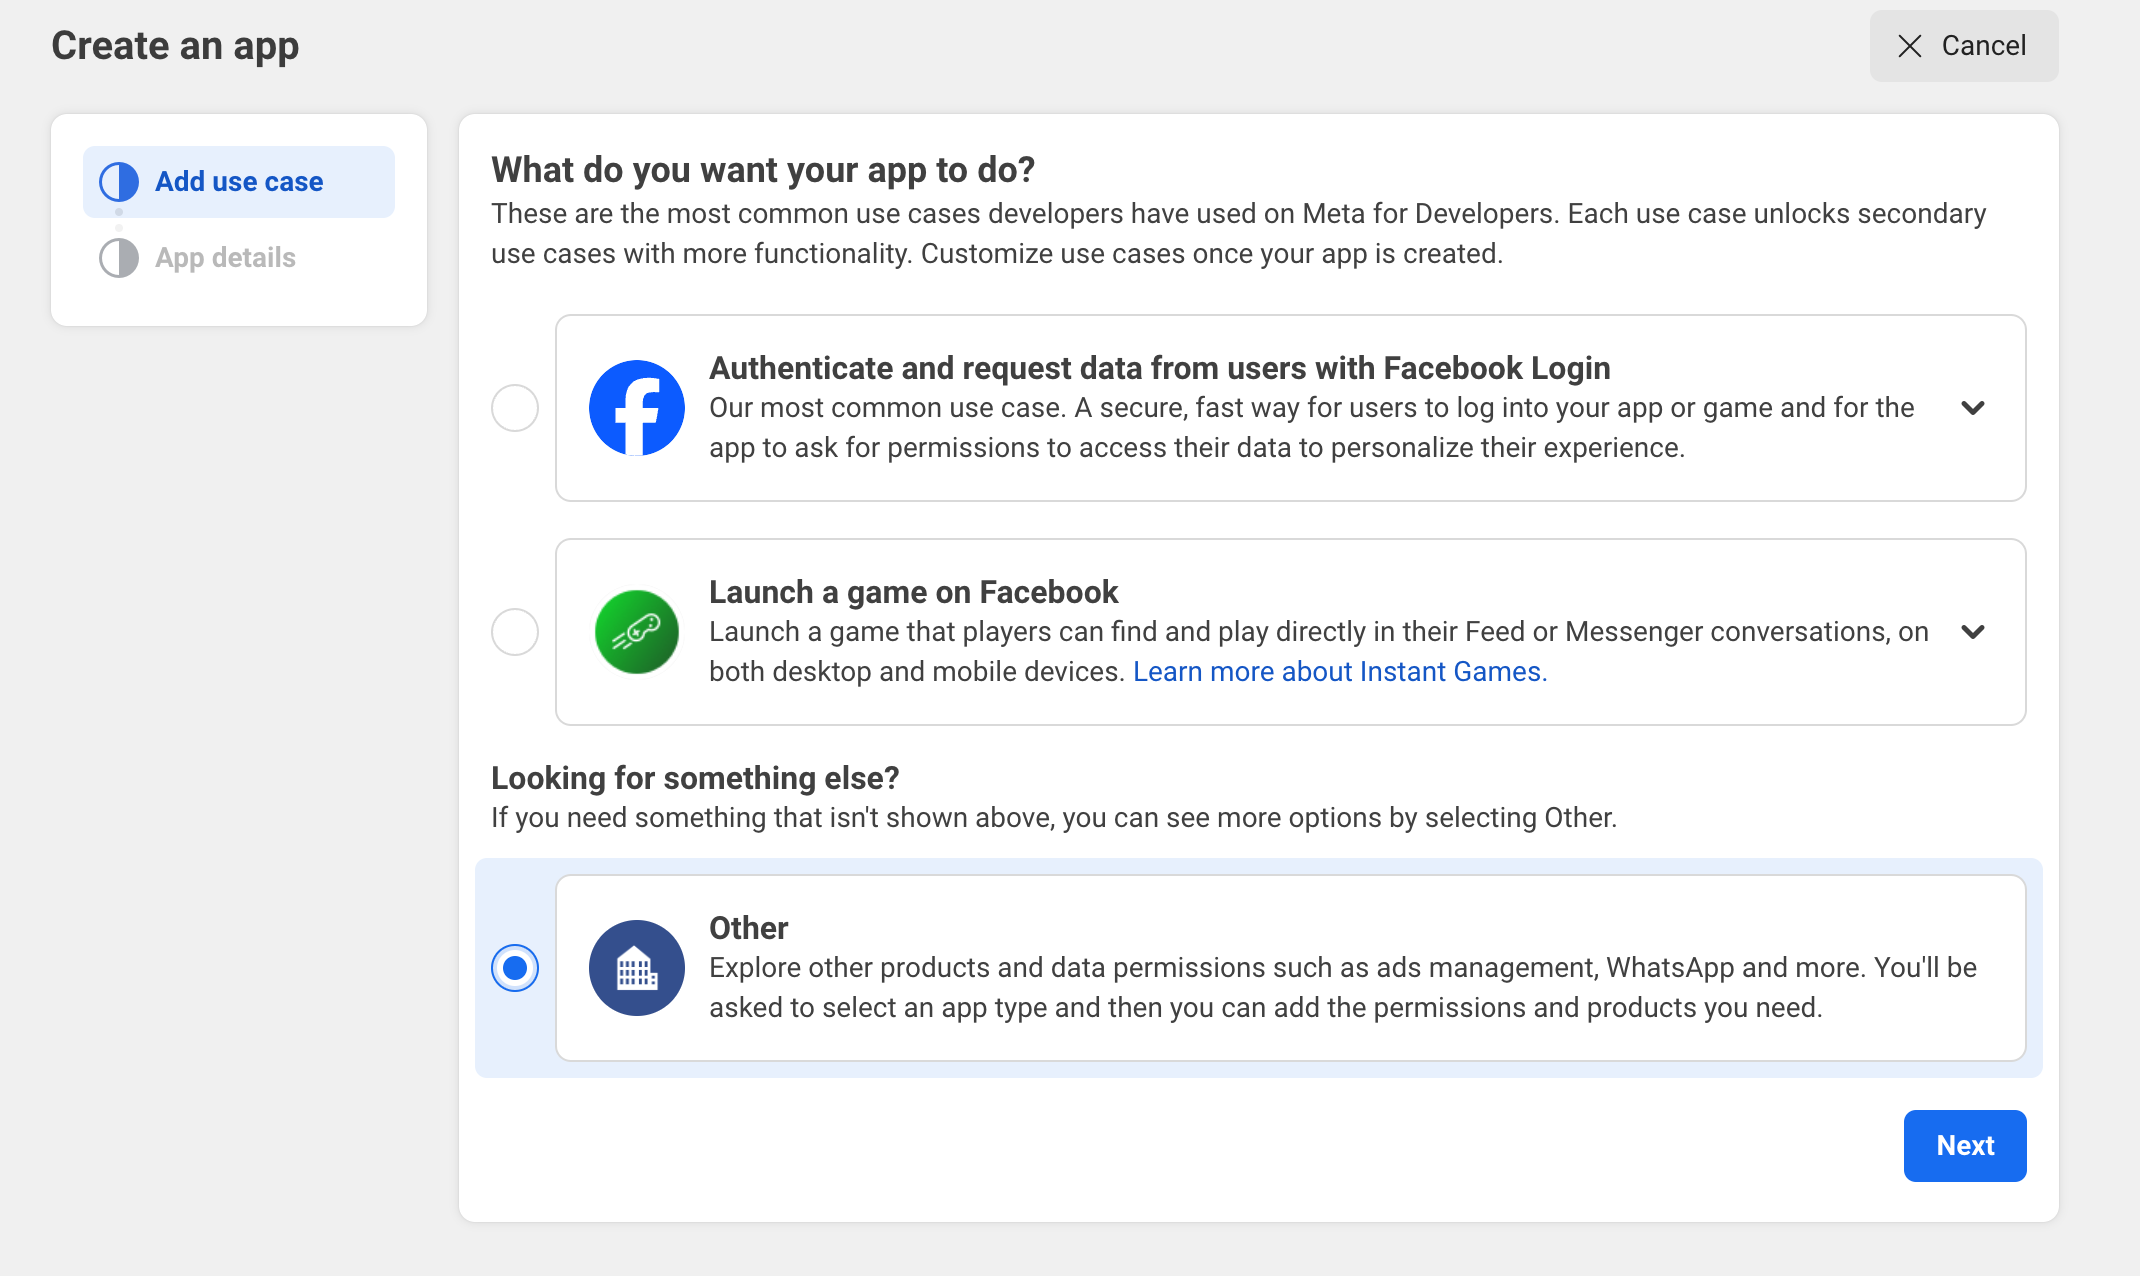 Create an app
Cancel
Add use case
App details
What do you want your app to do?
These are the most common use cases developers have used on Meta for Developers. Each use case unlocks secondary
use cases with more functionality. Customize use cases once your app is created.
Authenticate and request data from users with Facebook Login
Our most common use case. A secure, fast way for users to log into your app or game and for the
app to ask for permissions to access their data to personalize their experience.
Launch a game on Facebook
Launch a game that players can find and play directly in their Feed or Messenger conversations, on
both desktop and mobile devices. Learn more about Instant Games.
Looking for something else?
If you need something that isn't shown above, you can see more options by selecting Other.
Other
Explore other products and data permissions such as ads management, WhatsApp and more. You'll be
asked to select an app type and then you can add the permissions and products you need.
Next